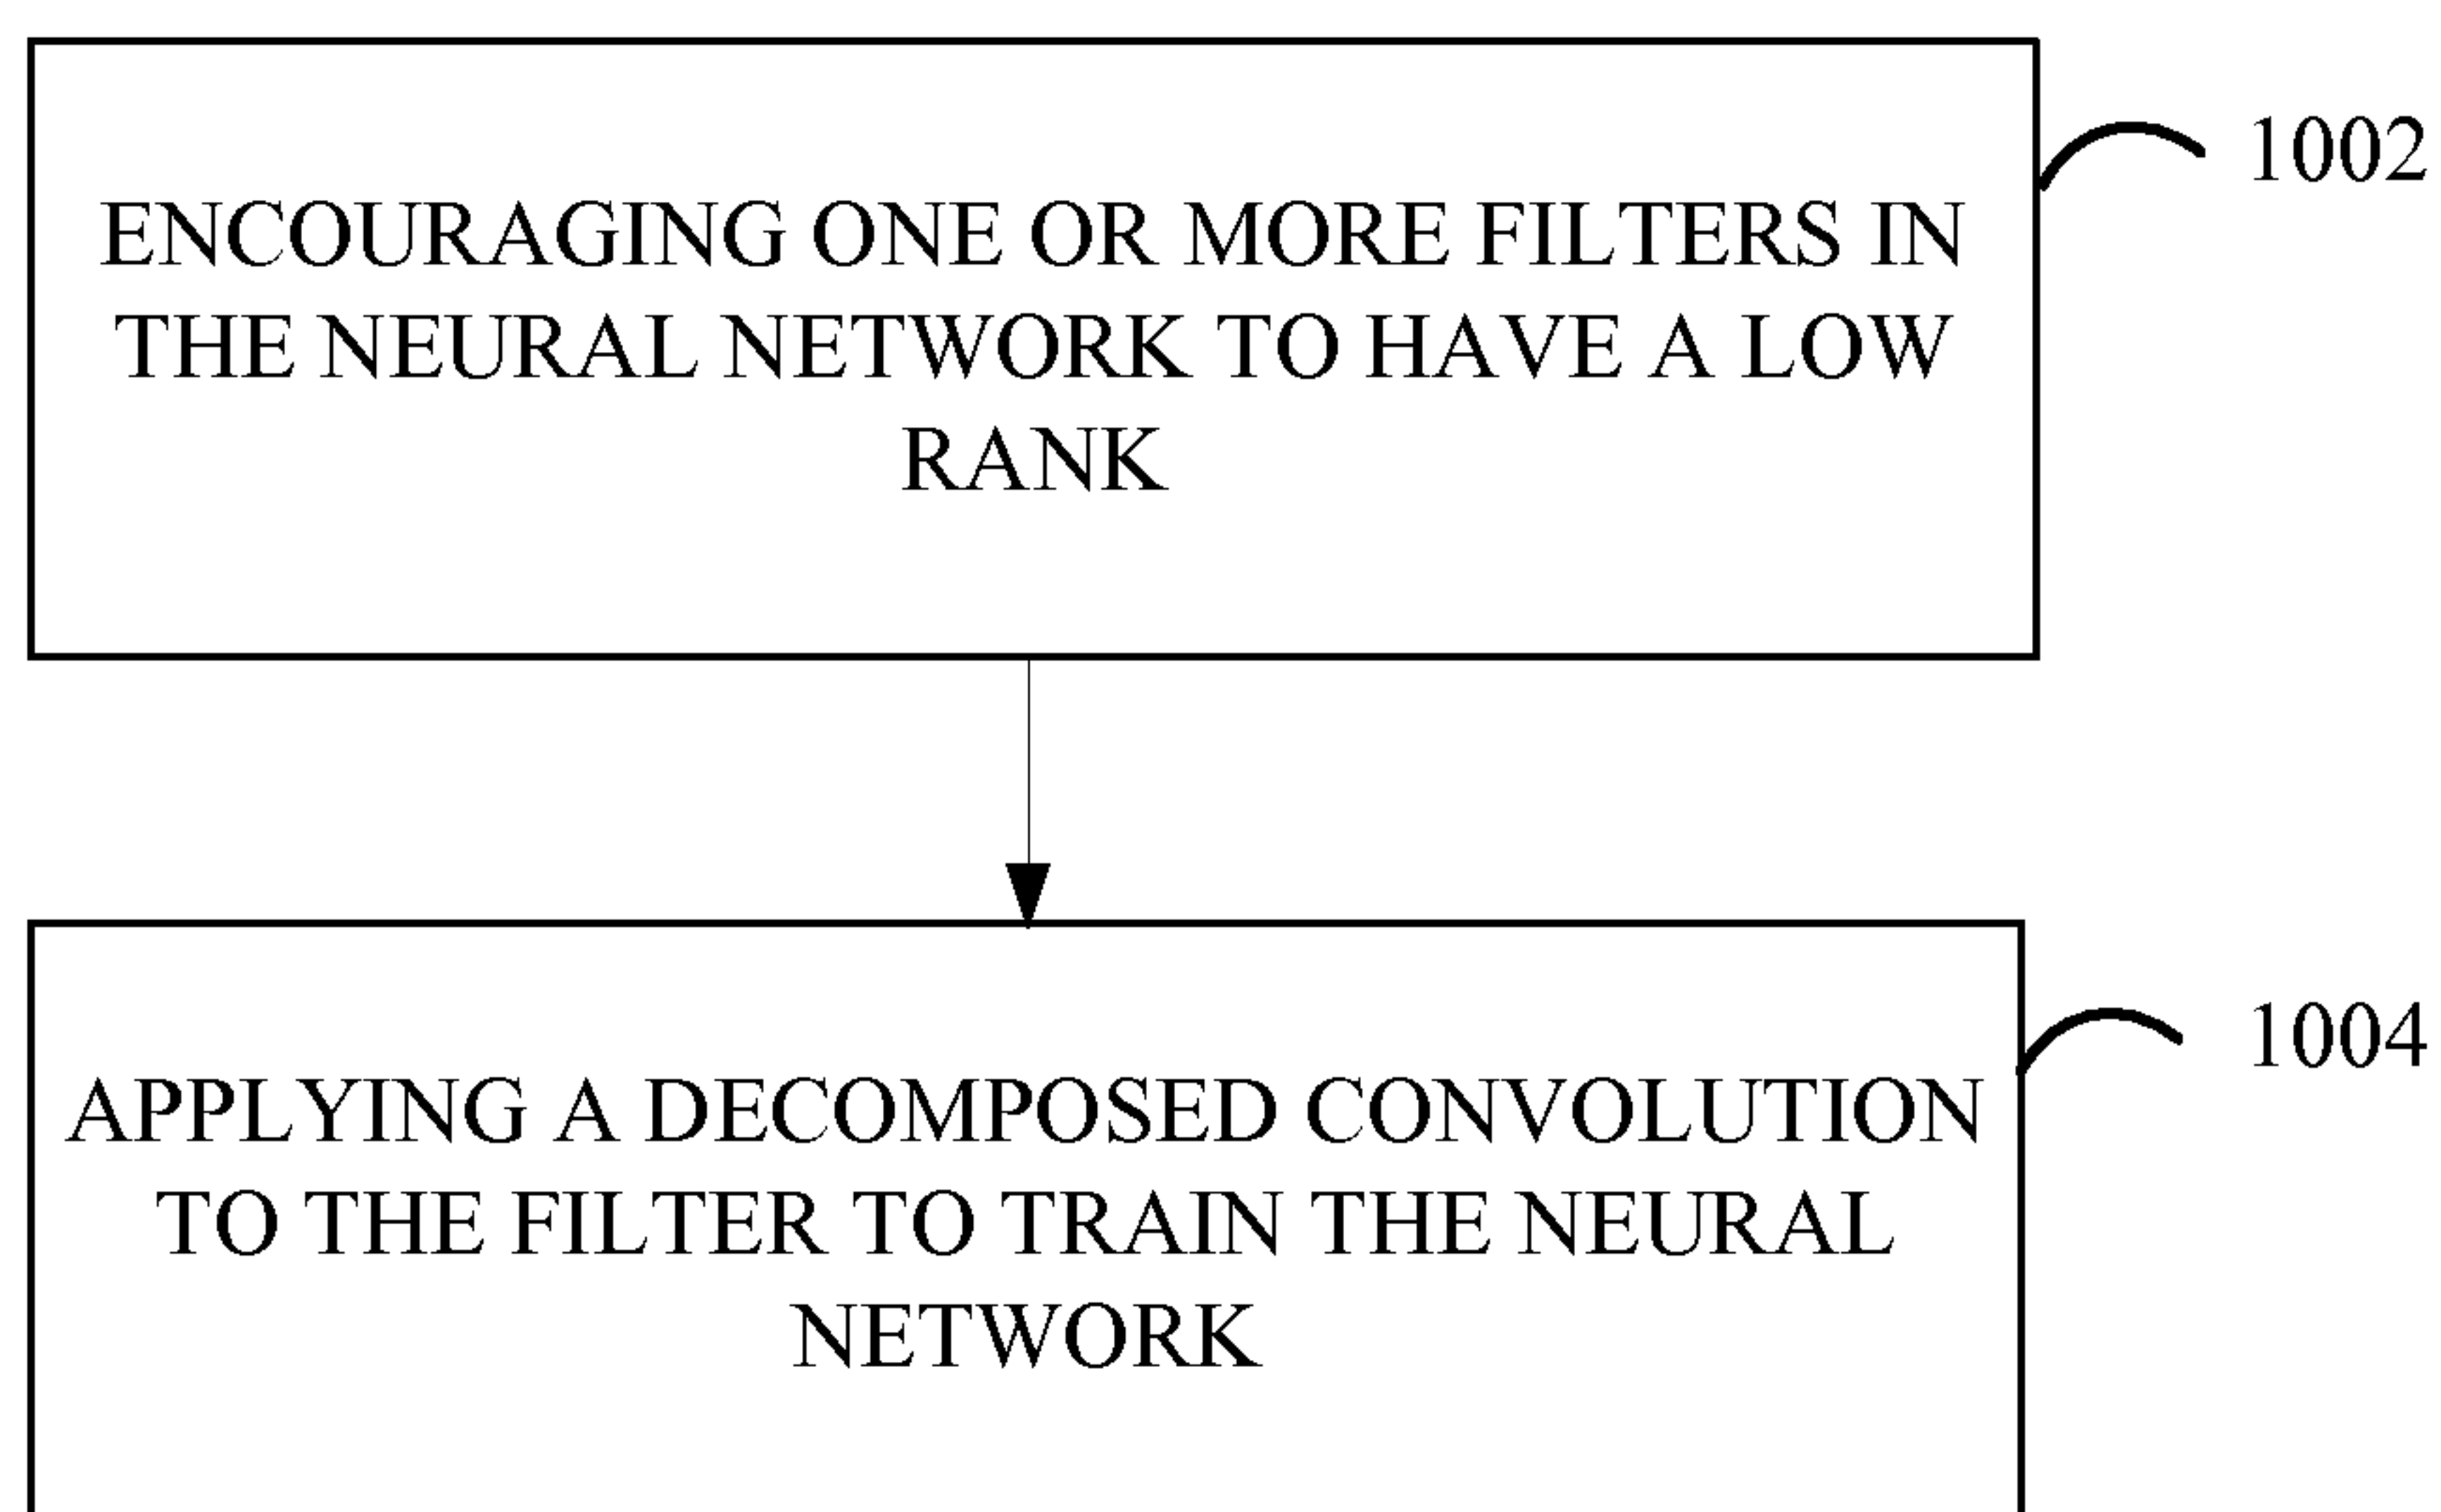 1002
ENCOURAGING ONE OR MORE FILTERS IN
THE NEURAL NETWORK TO HAVE A LOW
RANK
1004
APPLYING A DECOMPOSED CONVOLUTION
TO THE FILTER TO TRAIN THE NEURAL
NETWORK